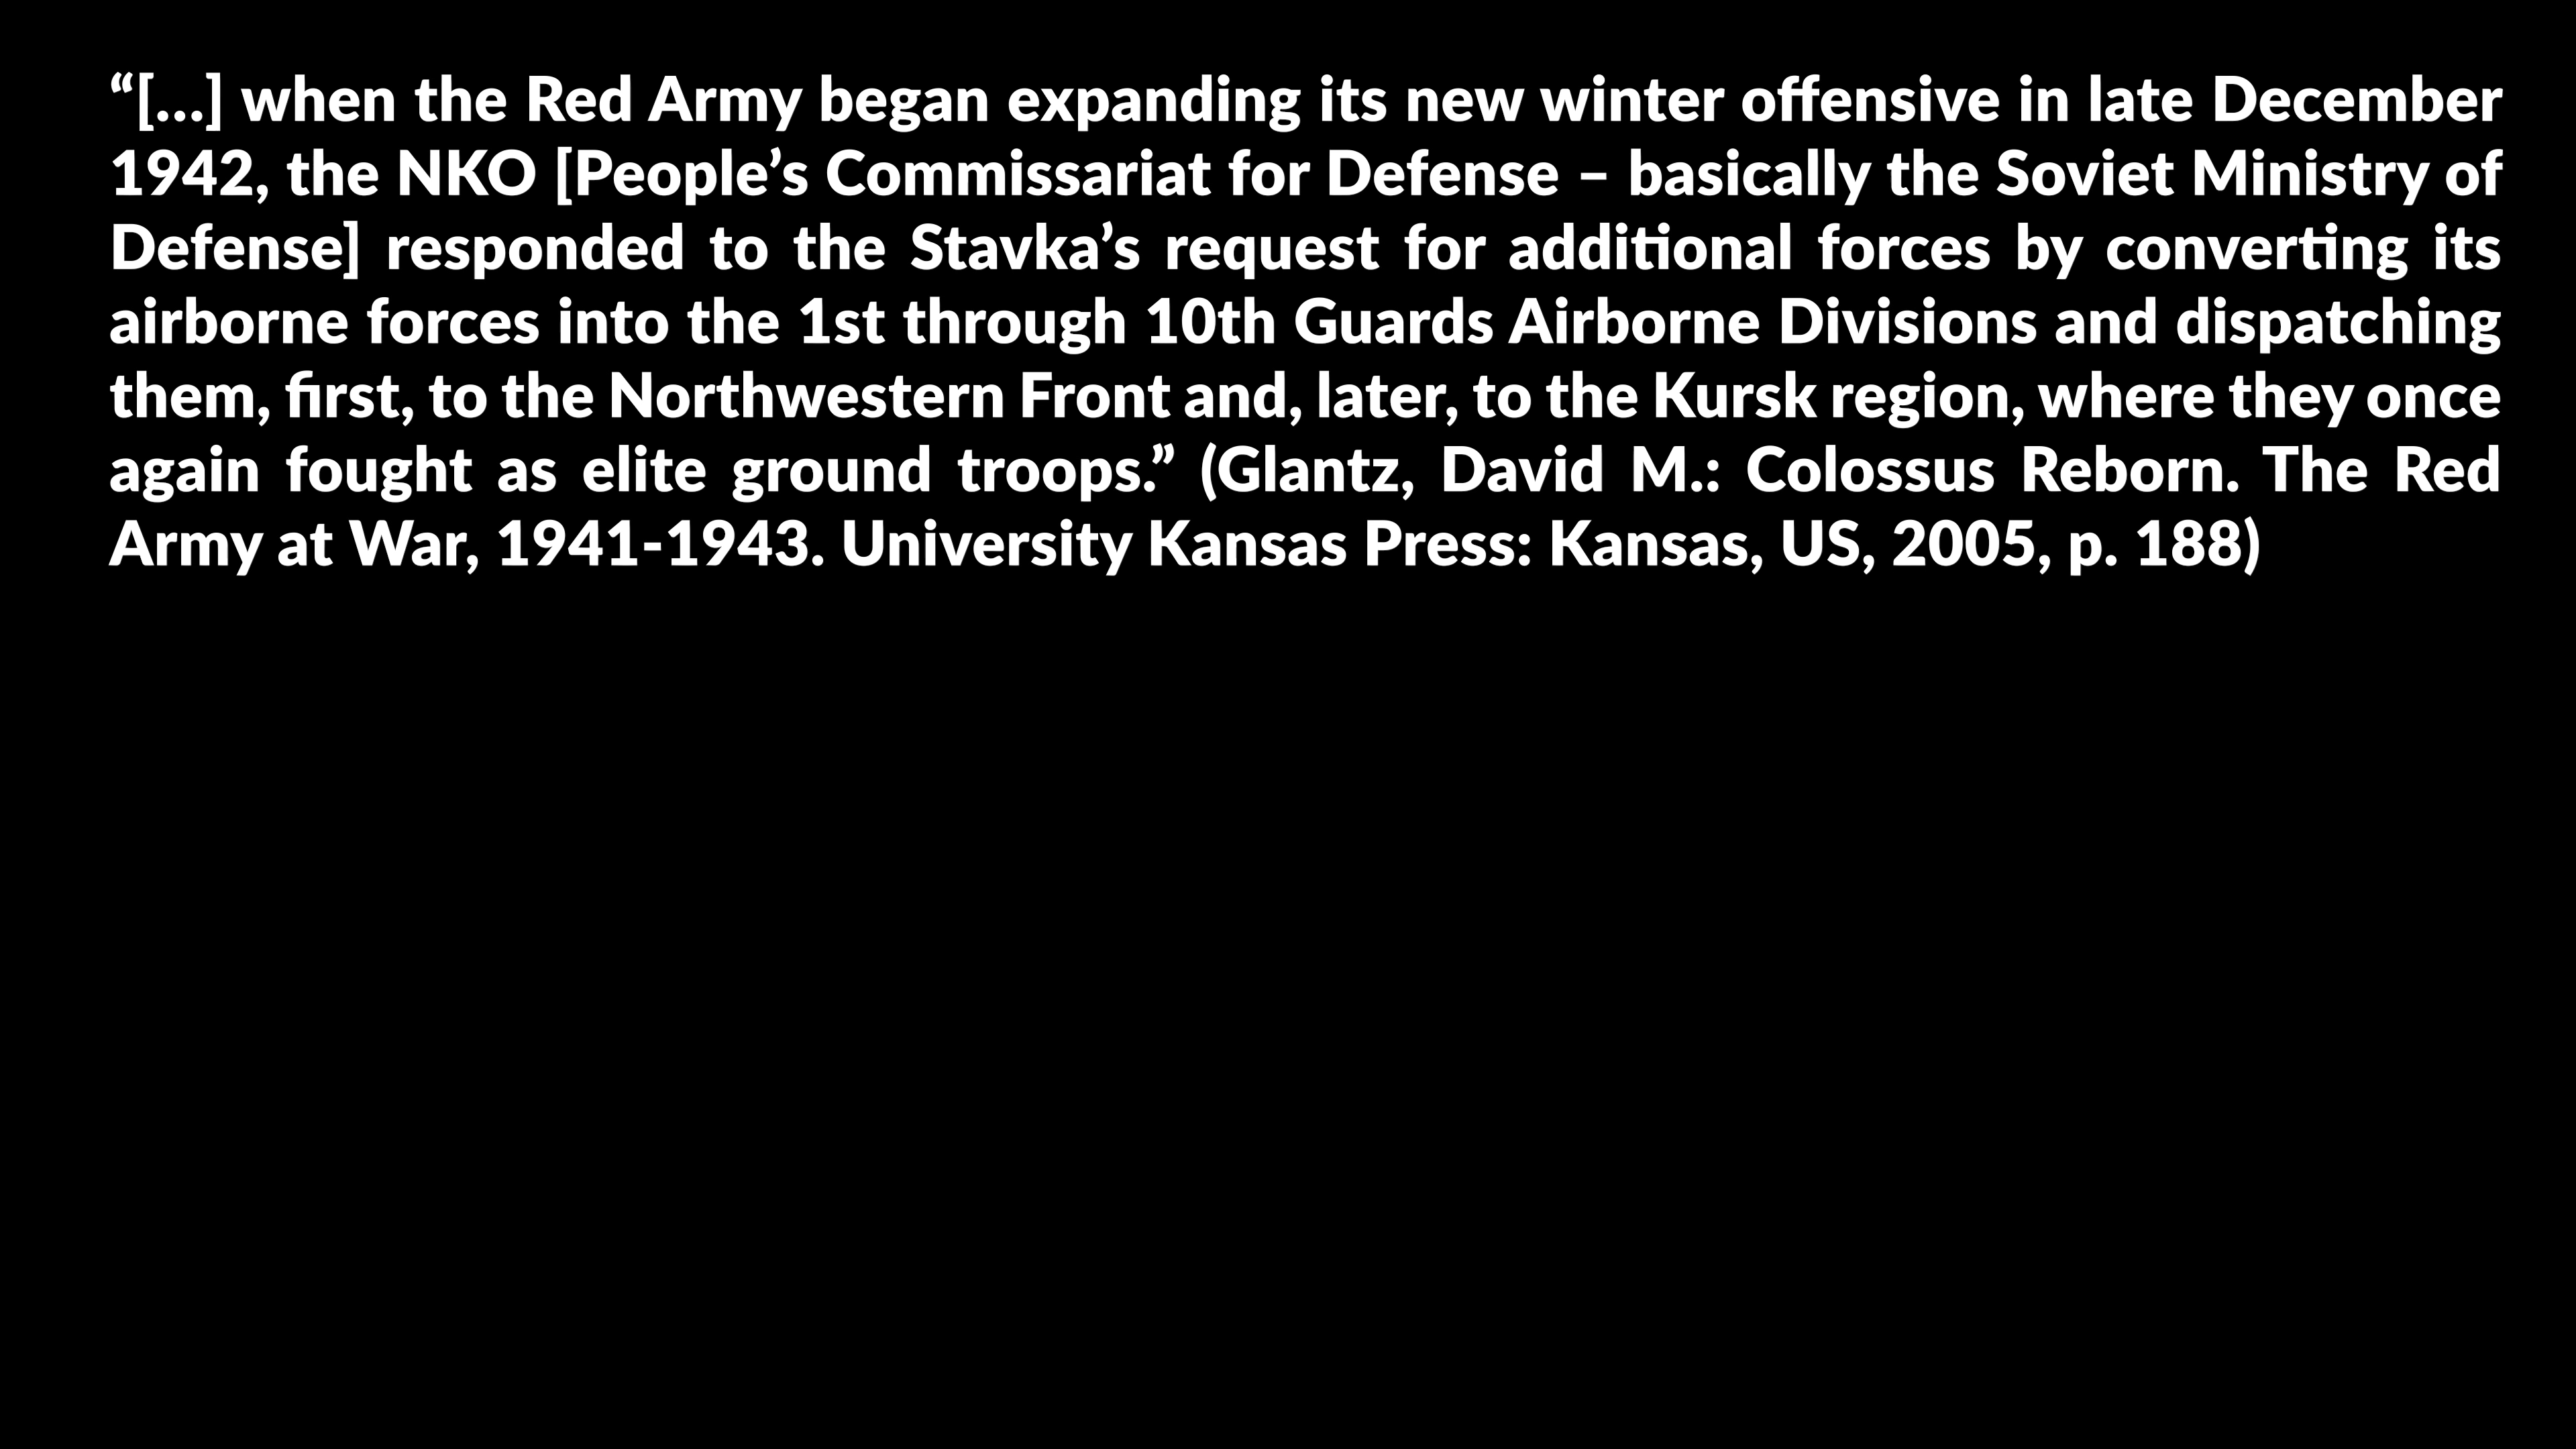 “[…] when the Red Army began expanding its new winter offensive in late December
1942, the NKO [People’s Commissariat for Defense – basically the Soviet Ministry of
Defense] responded to the Stavka’s request for additional forces by converting its
airborne forces into the 1st through 10th Guards Airborne Divisions and dispatching
them, first, to the Northwestern Front and, later, to the Kursk region, where they once
again fought as elite ground troops.” (Glantz, David M.: Colossus Reborn. The Red
Army at War, 1941-1943. University Kansas Press: Kansas, US, 2005, p. 188)